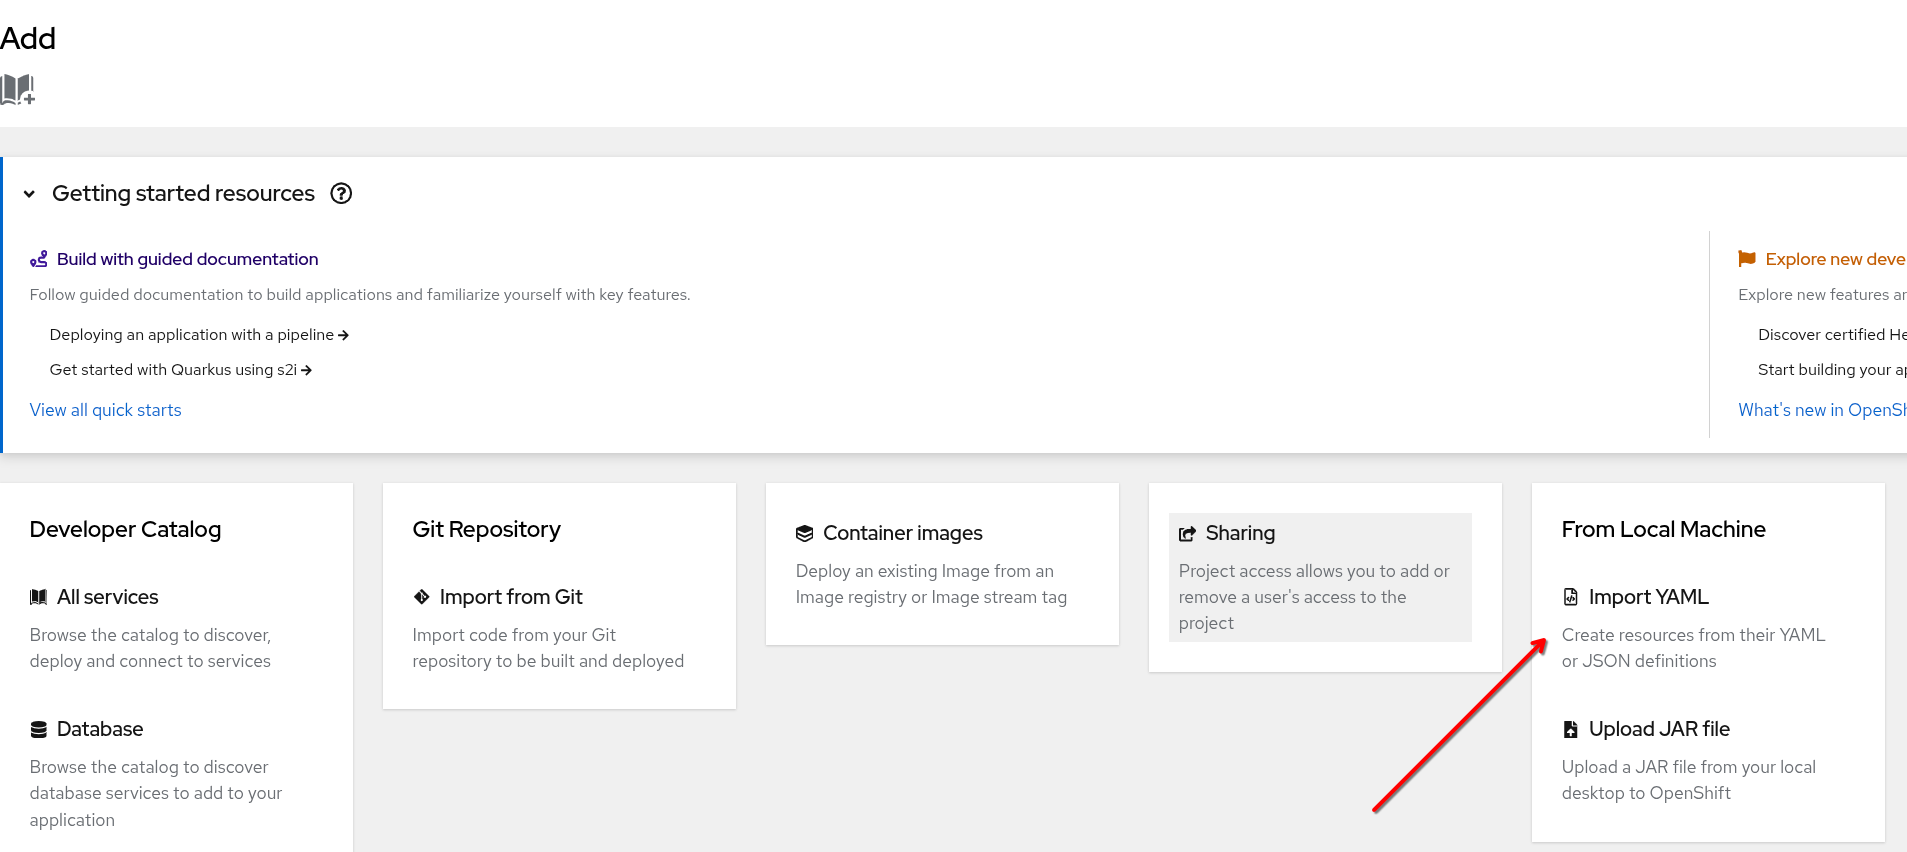 Add
Getting started resources
Build with guided documentation
Follow guided documentation to build applications and familiarize yourself with key features.
Deploying an application with a pipeline
Get started with Quarkus using s2i
View all quick starts
Explore new deve
Explore new features ar
Discover certified He
Start building your ap
What's new in OpenSh
Developer Catalog
All services
Browse the catalog to discover,
deploy and connect to services
Database
Browse the catalog to discover
database services to add to your
application
Git Repository
Import from Git
Import code from your Git
repository to be built and deployed
Container images
Deploy an existing Image from an
Image registry or Image stream tag
Sharing
Project access allows you to add or
remove a user's access to the
project
From Local Machine
Import YAML
Create resources from their YAML
or JSON definitions
Upload JAR file
Upload a JAR file from your local
desktop to OpenShift